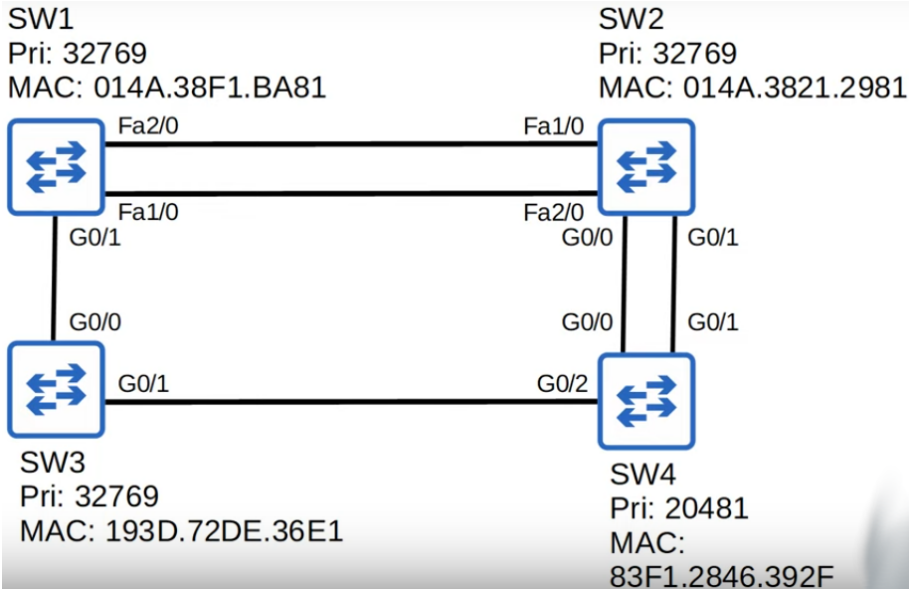 SW1
Pri: 32769
MAC: 014A.38F1.BA81
SW2
Pri: 32769
MAC: 014A.3821.2981
Fa2/0
Fa1/0
Fa1/0
Fa2/0
G0/1
G0/0
G0/1
G0/0
G0/0
G0/1
G0/1
G0/2
SW3
Pri: 32769
MAC: 193D.72DE.36E1
SW4
Pri: 20481
MAC:
83F1.2846.392F